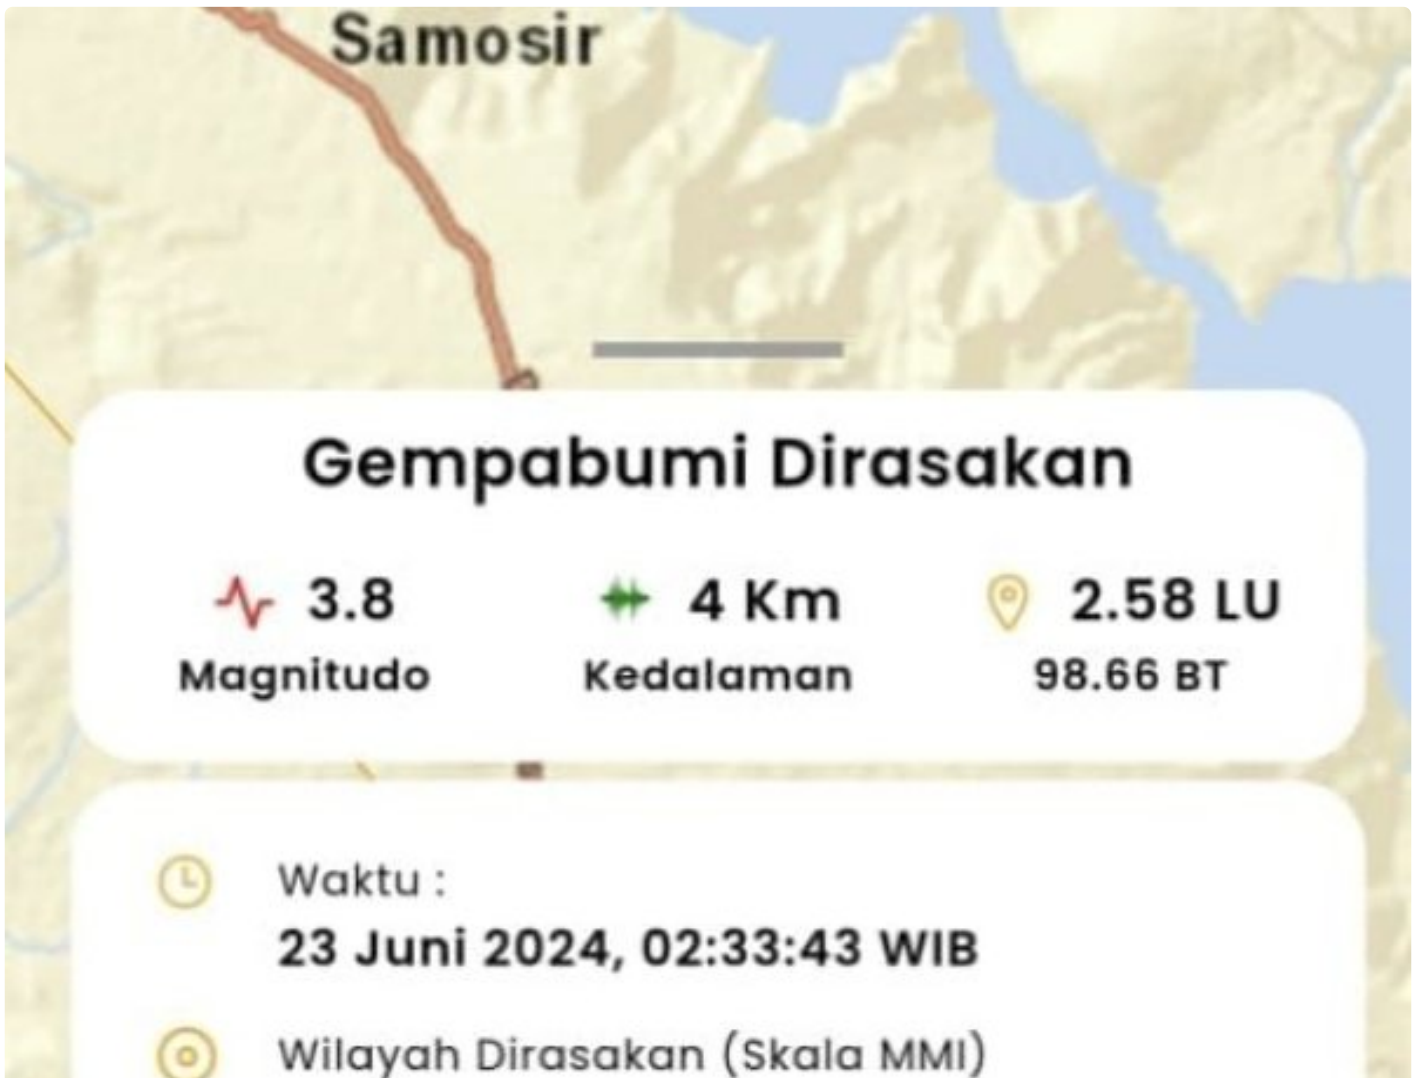 Samosir
Gempabumi Dirasakan
3.8 4 Km 2.58 LU
Magnitudo Kedalaman 98.66 BT
Waktu :
23 Juni 2024, 02:33:43 WIB
Wilayah Dirasakan (Skala MMI)